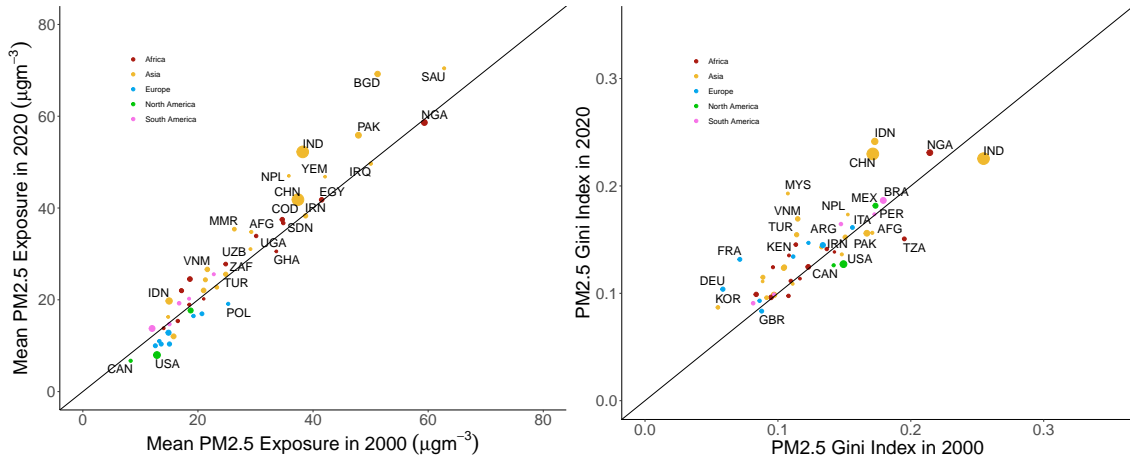 Mean PM2.5 Exposure in 2020 (μgm⁻³)
80
60
40
20
0
Africa
Asia
Europe
North America
South America
BGD
SAU
NGA
PAK
IND
YEM
IRQ
NPL
CHN
EGY
COD
IRN
MMR
AFG
SDN
UZB
UGA
GHA
VNM
ZAF
TUR
IDN
POL
CAN
USA
0
20
40
60
80
Mean PM2.5 Exposure in 2000 (μgm⁻³)
PM2.5 Gini Index in 2020
0.3
0.2
0.1
0.0
Africa
Asia
Europe
North America
South America
IDN
NGA
CHN
IND
MYS
MEX
BRA
NPL
VNM
ITA
PER
TUR
ARG
AFG
KEN
IRN
PAK
TZA
FRA
USA
CAN
DEU
KOR
GBR
0.0
0.1
0.2
0.3
PM2.5 Gini Index in 2000